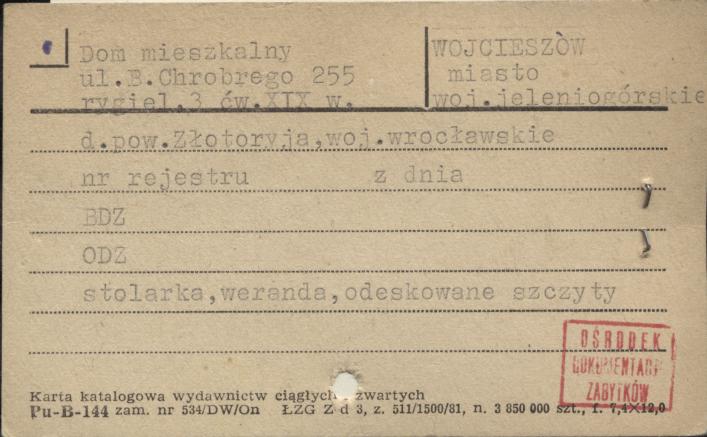 Dom mieszkalny
ul.B.Chrobrego 255
rygiel.3 ćw.XIX w.
WOJCIESZÓW
miasto
woj.jeleniogórskie
d.pow.Złotoryja,woj.wrocławskie
nr rejestru z dnia
BDZ
ODZ
stolarka,weranda,odeskowane szczyty
OŚRODEK
DOKUMENTACJI
ZABYTKÓW
Karta katalogowa wydawnictw ciągłych zwartych
Pu-B-144 zam. nr 534/DW/On ŁZG Z d 3, z. 511/1500/81, n. 3 850 000 szt., f. 7,4×12,0